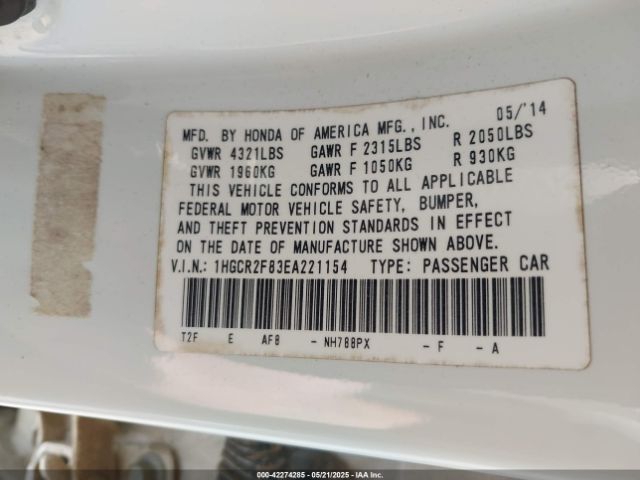 05/'14
MFD. BY HONDA OF AMERICA MFG., INC.
GVWR 4321LBS GAWR F 2315LBS R 2050LBS
GVWR 1960KG GAWR F 1050KG R 930KG
THIS VEHICLE CONFORMS TO ALL APPLICABLE
FEDERAL MOTOR VEHICLE SAFETY, BUMPER,
AND THEFT PREVENTION STANDARDS IN EFFECT
ON THE DATE OF MANUFACTURE SHOWN ABOVE.
V.I.N.: 1HGCR2F83EA221154 TYPE: PASSENGER CAR
T2F E AF8 - NH788PX - F - A
000-42274285 - 05/21/2025 - IAA Inc.